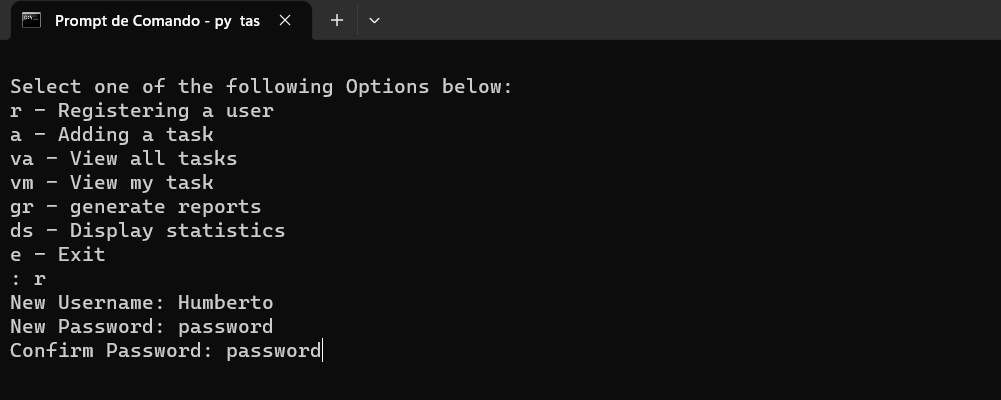 Prompt de Comando - py tas
Select one of the following Options below:
r - Registering a user
a - Adding a task
va - View all tasks
vm - View my task
gr - generate reports
ds - Display statistics
e - Exit
: r
New Username: Humberto
New Password: password
Confirm Password: password